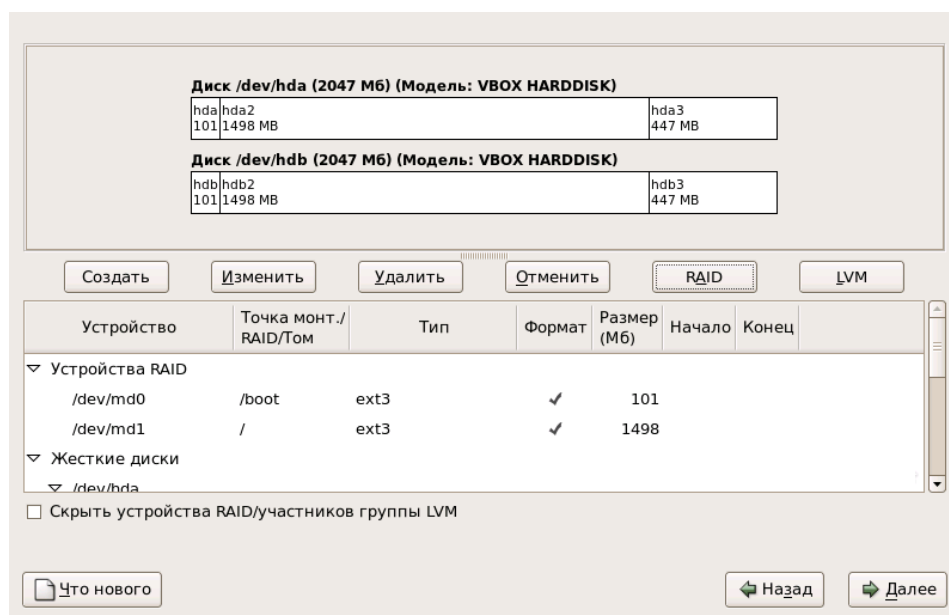 Диск /dev/hda (2047 Мб) (Модель: VBOX HARDDISK)
hda hda2 hda3
101 1498 MB 447 MB
Диск /dev/hdb (2047 Мб) (Модель: VBOX HARDDISK)
hdb hdb2 hdb3
101 1498 MB 447 MB
Создать Изменить Удалить Отменить RAID LVM
Устройство Точка монт./ RAID/Том Тип Формат Размер (Мб) Начало Конец
Устройства RAID
/dev/md0 /boot ext3 101
/dev/md1 / ext3 1498
Жесткие диски
/dev/hda
Скрыть устройства RAID/участников группы LVM
Что нового Назад Далее